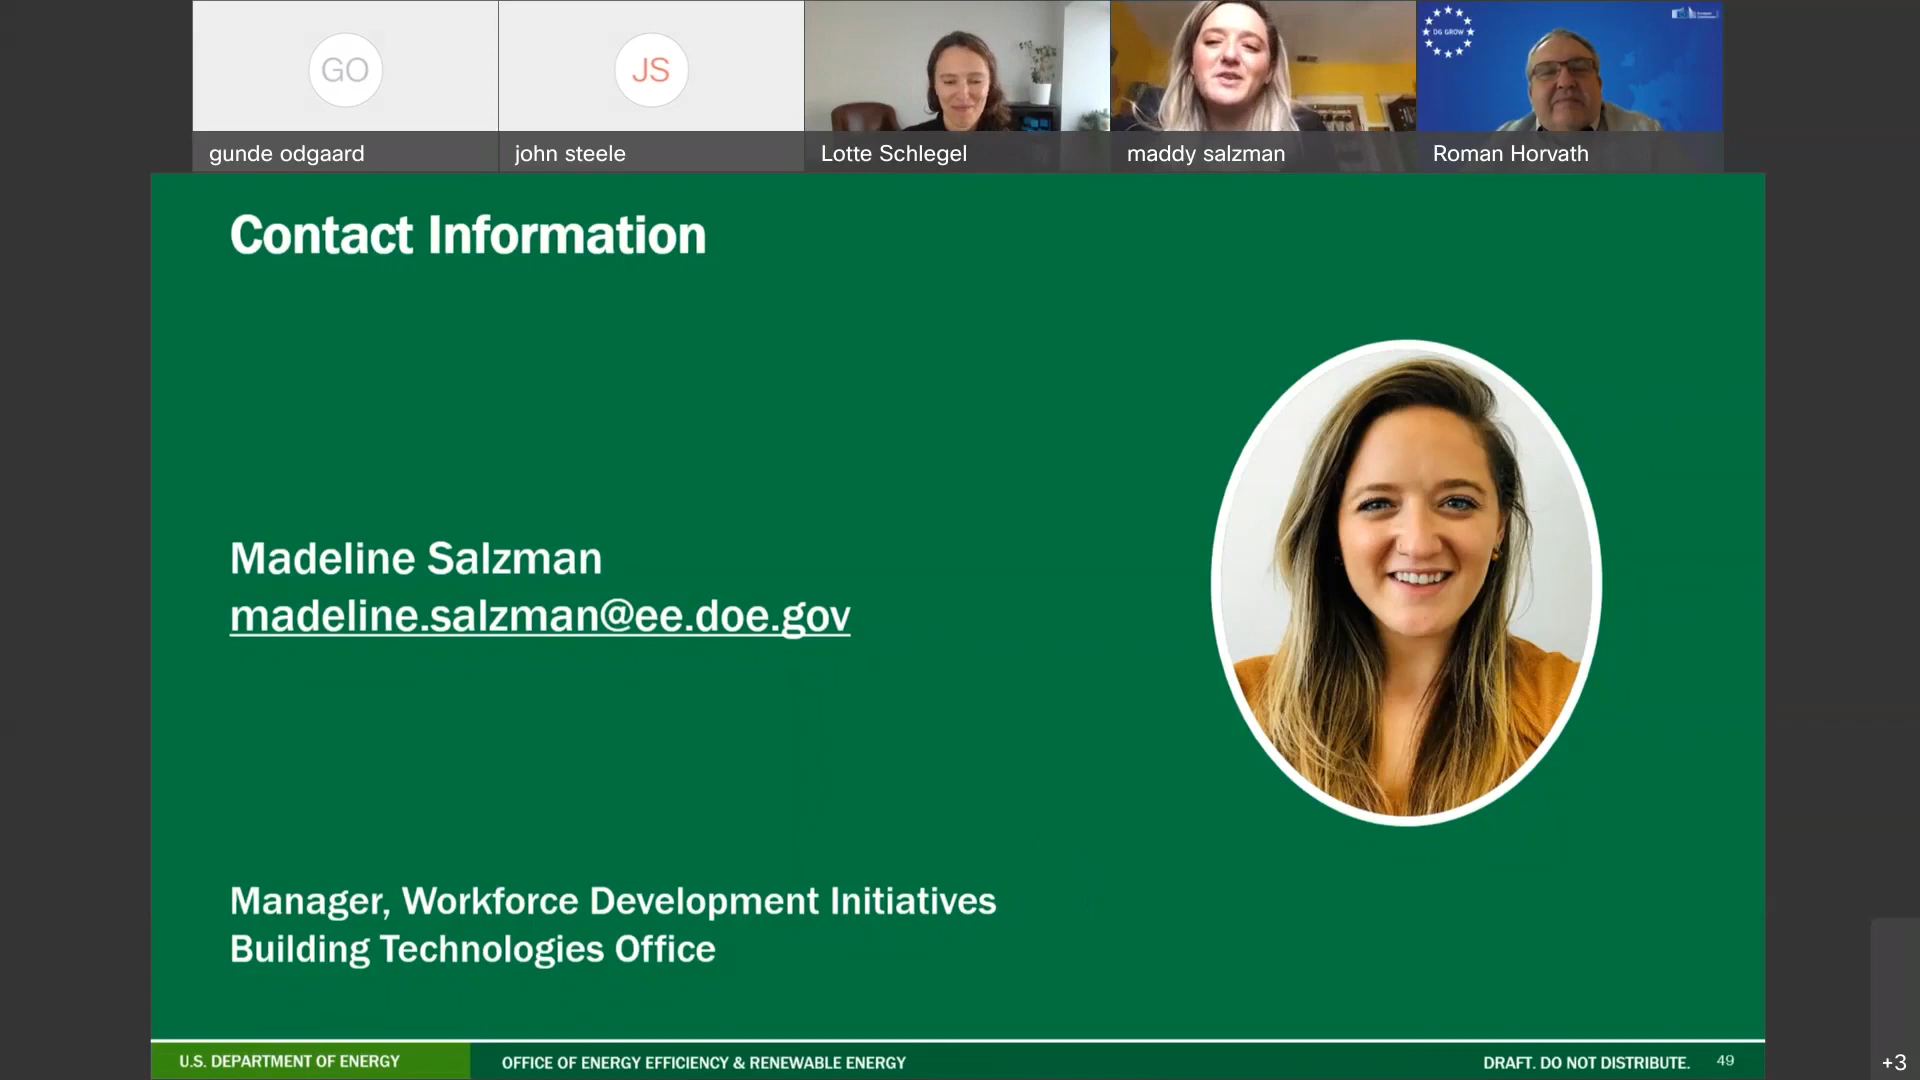 GO
JS
DG GROW
gunde odgaard
john steele
Lotte Schlegel
maddy salzman
Roman Horvath
Contact Information
Madeline Salzman
madeline.salzman@ee.doe.gov
Manager, Workforce Development Initiatives
Building Technologies Office
U.S. DEPARTMENT OF ENERGY
OFFICE OF ENERGY EFFICIENCY & RENEWABLE ENERGY
DRAFT. DO NOT DISTRIBUTE.
49
+3